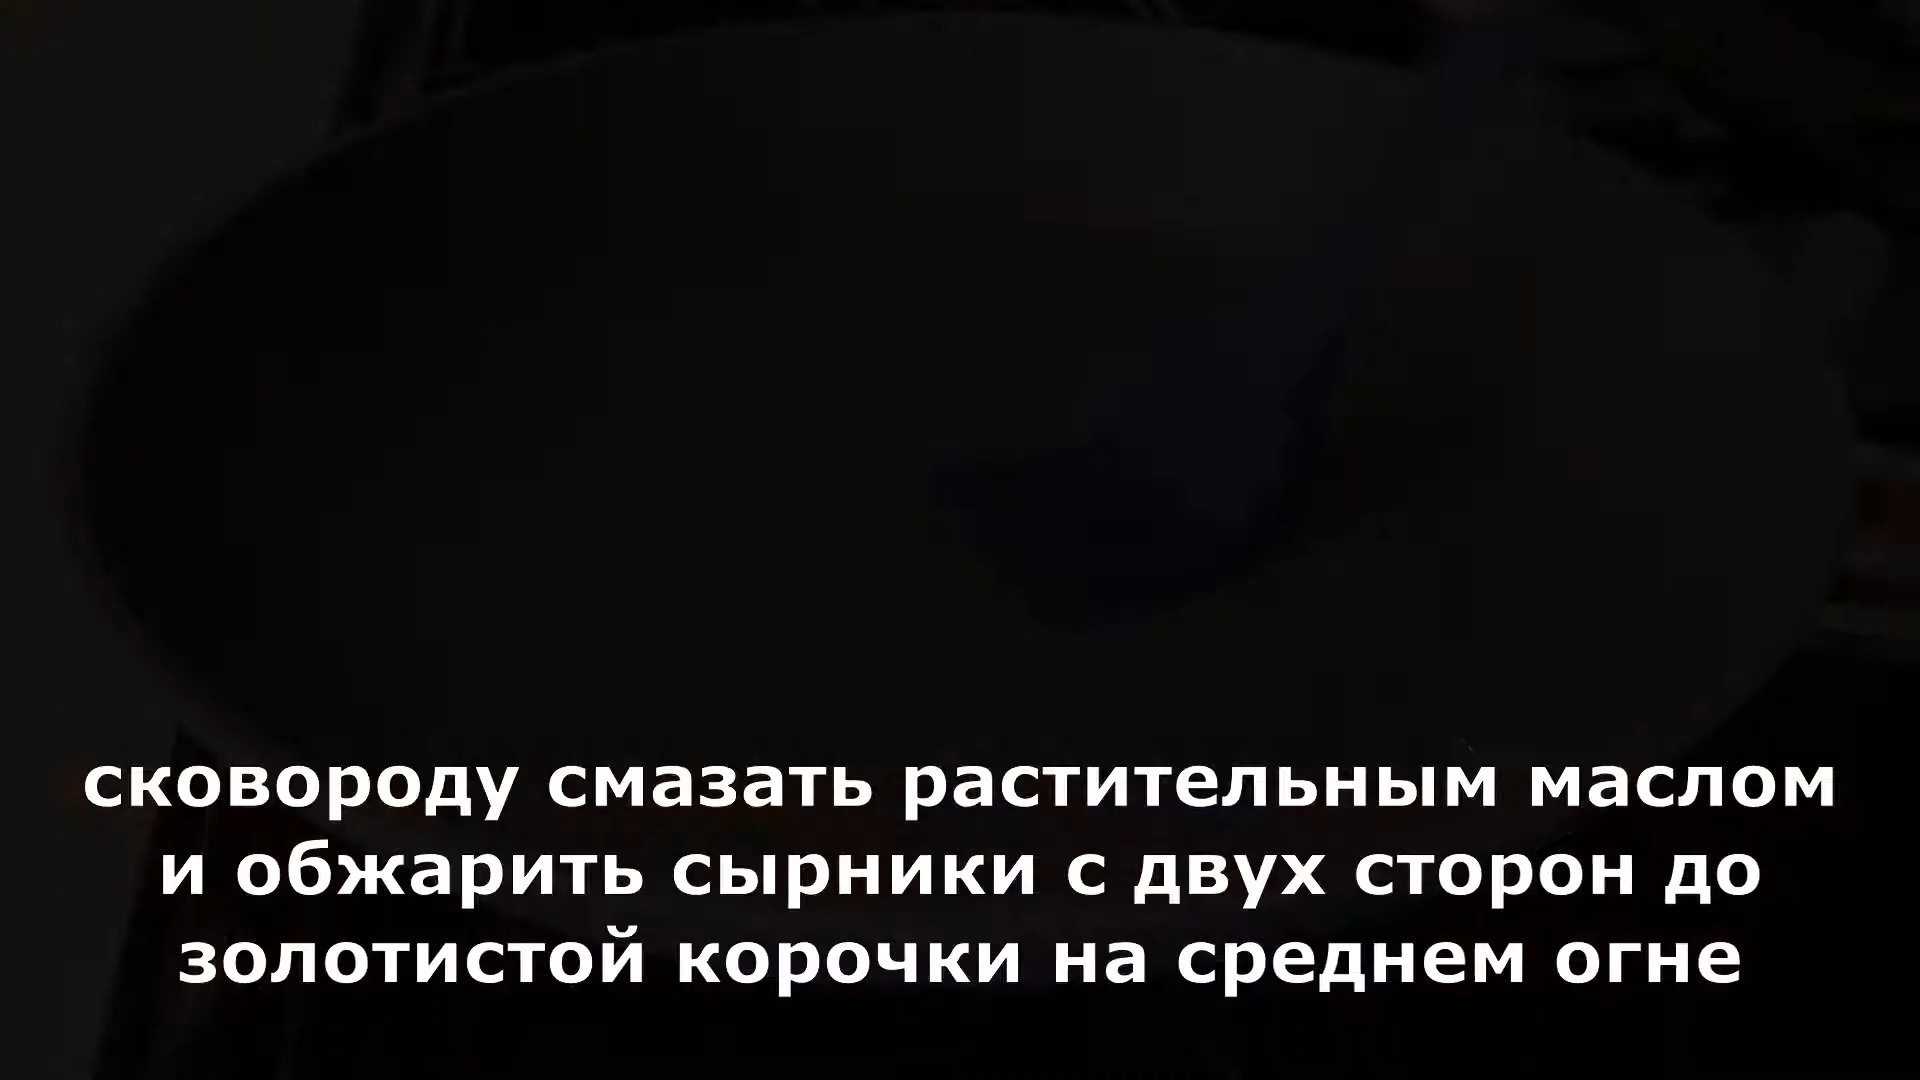 сковороду смазать растительным маслом
и обжарить сырники с двух сторон до
золотистой корочки на среднем огне